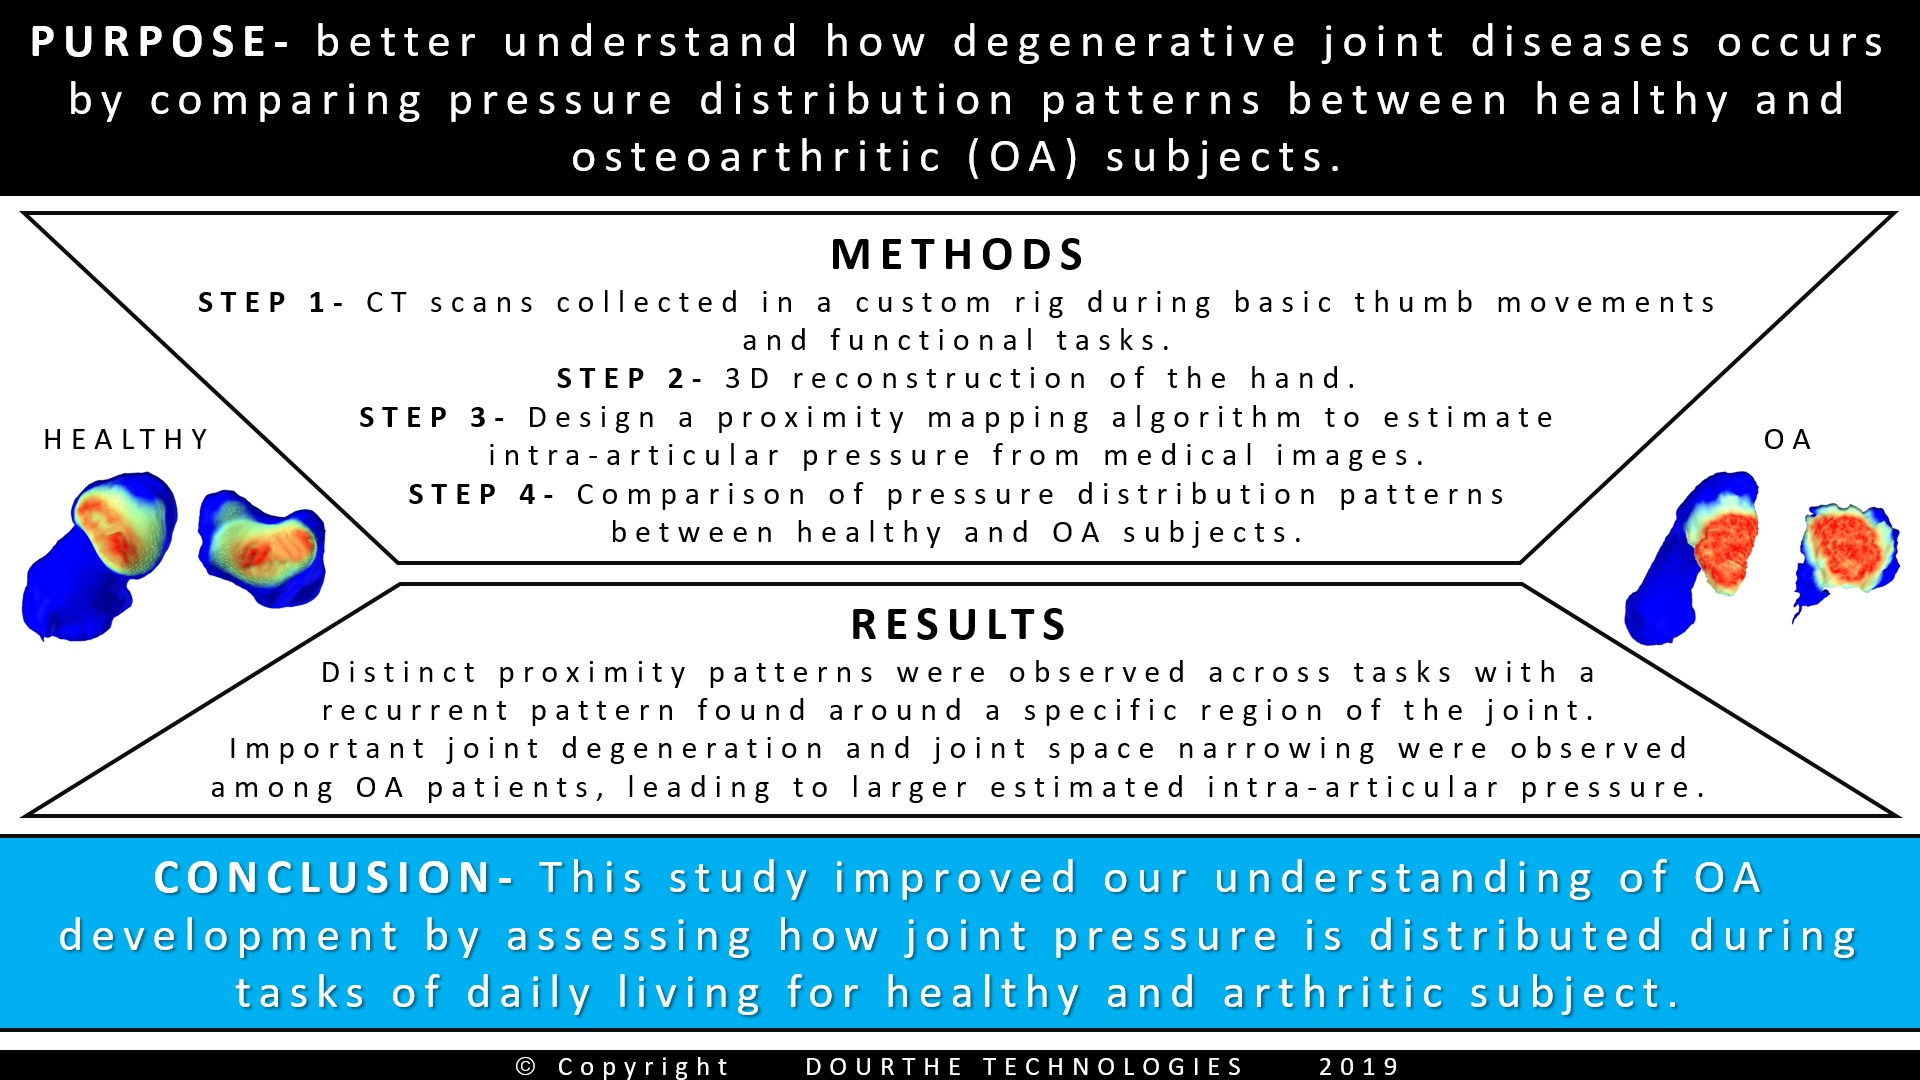 PURPOSE- better understand how degenerative joint diseases occurs
by comparing pressure distribution patterns between healthy and
osteoarthritic (OA) subjects.
METHODS
STEP 1- CT scans collected in a custom rig during basic thumb movements
and functional tasks.
STEP 2- 3D reconstruction of the hand.
STEP 3- Design a proximity mapping algorithm to estimate
intra-articular pressure from medical images.
STEP 4- Comparison of pressure distribution patterns
between healthy and OA subjects.
HEALTHY
OA
RESULTS
Distinct proximity patterns were observed across tasks with a
recurrent pattern found around a specific region of the joint.
Important joint degeneration and joint space narrowing were observed
among OA patients, leading to larger estimated intra-articular pressure.
CONCLUSION- This study improved our understanding of OA
development by assessing how joint pressure is distributed during
tasks of daily living for healthy and arthritic subject.
© Copyright DOURTHE TECHNOLOGIES 2019